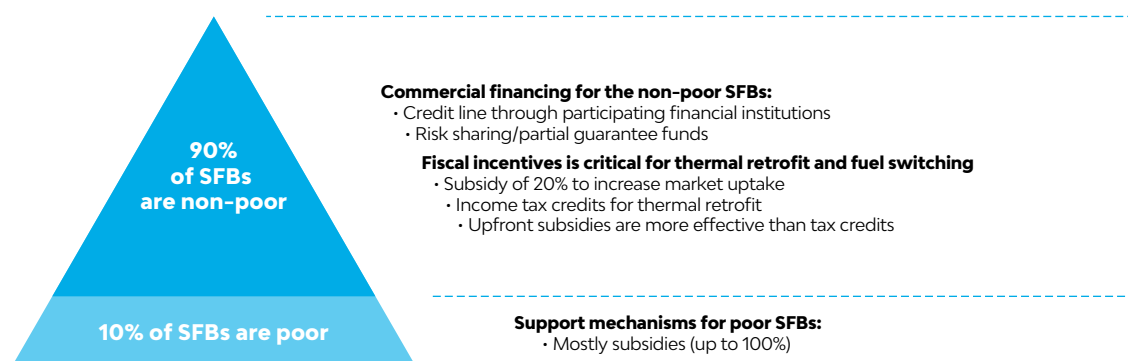 90%
of SFBs
are non-poor
Commercial financing for the non-poor SFBs:
• Credit line through participating financial institutions
• Risk sharing/partial guarantee funds
Fiscal incentives is critical for thermal retrofit and fuel switching
• Subsidy of 20% to increase market uptake
• Income tax credits for thermal retrofit
• Upfront subsidies are more effective than tax credits
10% of SFBs are poor
Support mechanisms for poor SFBs:
• Mostly subsidies (up to 100%)